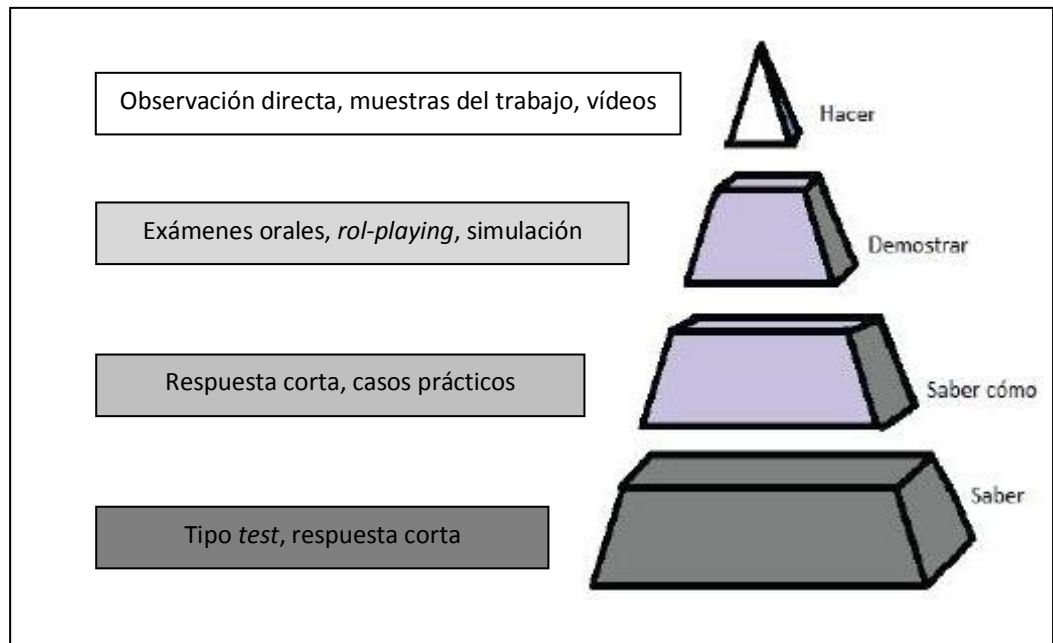 Observación directa, muestras del trabajo, vídeos
Hacer
Exámenes orales, rol-playing, simulación
Demostrar
Respuesta corta, casos prácticos
Saber cómo
Saber
Tipo test, respuesta corta